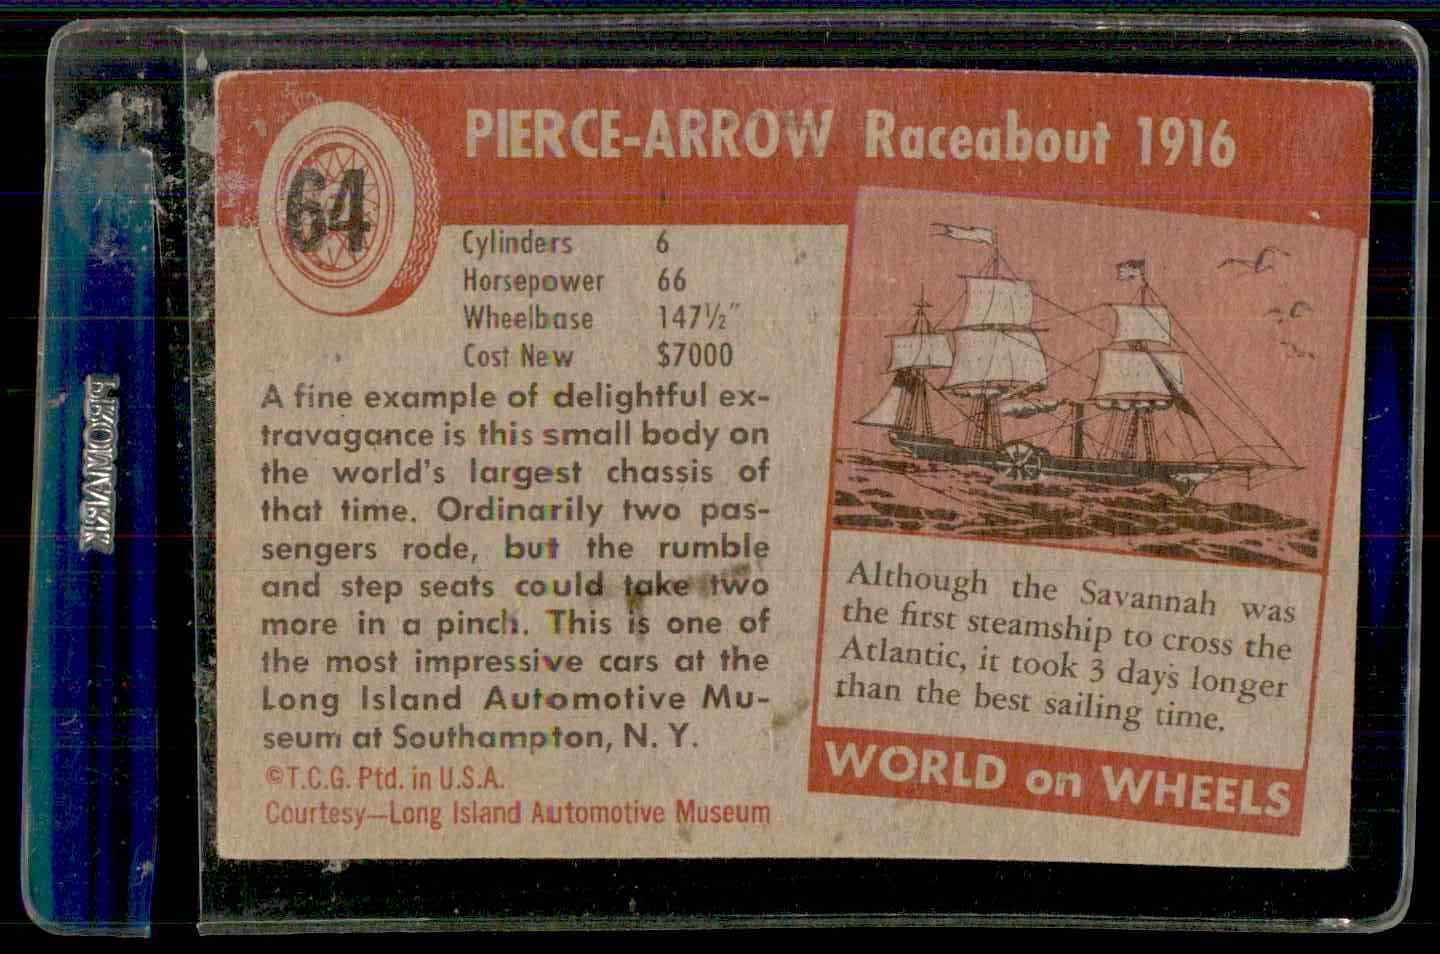 PIERCE-ARROW Raceabout 1916
64
Cylinders 6
Horsepower 66
Wheelbase 147½"
Cost New $7000
A fine example of delightful ex-
travagance is this small body on
the world's largest chassis of
that time. Ordinarily two pas-
sengers rode, but the rumble
and step seats could take two
more in a pinch. This is one of
the most impressive cars at the
Long Island Automotive Mu-
seum at Southampton, N. Y.
©T.C.G. Ptd. in U.S.A.
Courtesy—Long Island Automotive Museum
Although the Savannah was
the first steamship to cross the
Atlantic, it took 3 days longer
than the best sailing time.
WORLD on WHEELS